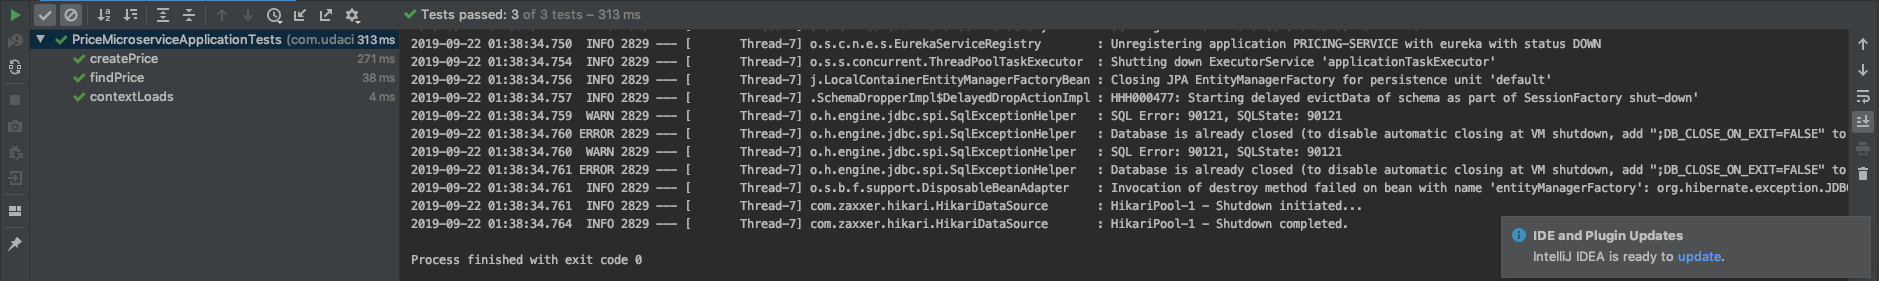 Tests passed: 3 of 3 tests – 313 ms
PriceMicroserviceApplicationTests (com.udaci 313 ms
createPrice 271 ms
findPrice 38 ms
contextLoads 4 ms
2019-09-22 01:38:34.750  INFO 2829 --- [       Thread-7] o.s.c.n.e.s.EurekaServiceRegistry        : Unregistering application PRICING-SERVICE with eureka with status DOWN
2019-09-22 01:38:34.754  INFO 2829 --- [       Thread-7] o.s.s.concurrent.ThreadPoolTaskExecutor  : Shutting down ExecutorService 'applicationTaskExecutor'
2019-09-22 01:38:34.756  INFO 2829 --- [       Thread-7] j.LocalContainerEntityManagerFactoryBean : Closing JPA EntityManagerFactory for persistence unit 'default'
2019-09-22 01:38:34.757  INFO 2829 --- [       Thread-7] .SchemaDropperImpl$DelayedDropActionImpl : HHH000477: Starting delayed evictData of schema as part of SessionFactory shut-down'
2019-09-22 01:38:34.759  WARN 2829 --- [       Thread-7] o.h.engine.jdbc.spi.SqlExceptionHelper   : SQL Error: 90121, SQLState: 90121
2019-09-22 01:38:34.760 ERROR 2829 --- [       Thread-7] o.h.engine.jdbc.spi.SqlExceptionHelper   : Database is already closed (to disable automatic closing at VM shutdown, add ";DB_CLOSE_ON_EXIT=FALSE" to
2019-09-22 01:38:34.760  WARN 2829 --- [       Thread-7] o.h.engine.jdbc.spi.SqlExceptionHelper   : SQL Error: 90121, SQLState: 90121
2019-09-22 01:38:34.761 ERROR 2829 --- [       Thread-7] o.h.engine.jdbc.spi.SqlExceptionHelper   : Database is already closed (to disable automatic closing at VM shutdown, add ";DB_CLOSE_ON_EXIT=FALSE" to
2019-09-22 01:38:34.761  INFO 2829 --- [       Thread-7] o.s.b.f.support.DisposableBeanAdapter    : Invocation of destroy method failed on bean with name 'entityManagerFactory': org.hibernate.exception.JDB
2019-09-22 01:38:34.761  INFO 2829 --- [       Thread-7] com.zaxxer.hikari.HikariDataSource       : HikariPool-1 - Shutdown initiated...
2019-09-22 01:38:34.764  INFO 2829 --- [       Thread-7] com.zaxxer.hikari.HikariDataSource       : HikariPool-1 - Shutdown completed.
Process finished with exit code 0
IDE and Plugin Updates
IntelliJ IDEA is ready to update.